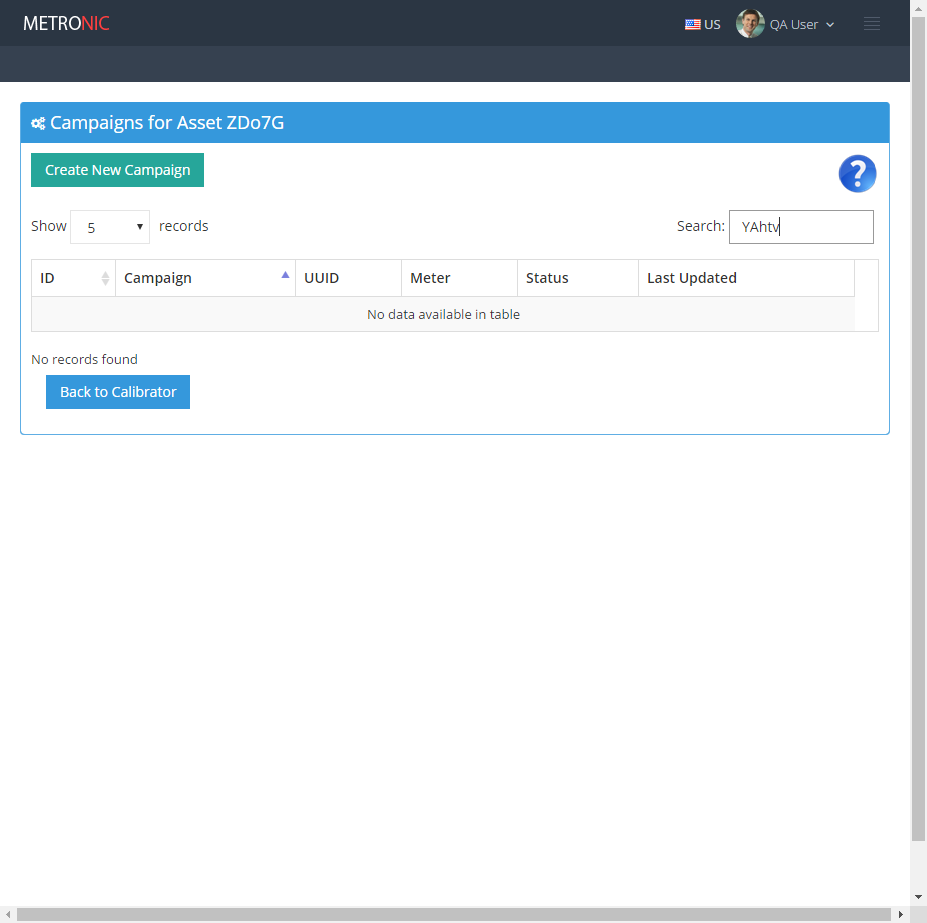 METRONIC
US QA User
Campaigns for Asset ZDo7G
Create New Campaign
?
Show 5 records Search: YAhtv
ID Campaign UUID Meter Status Last Updated
No data available in table
No records found
Back to Calibrator